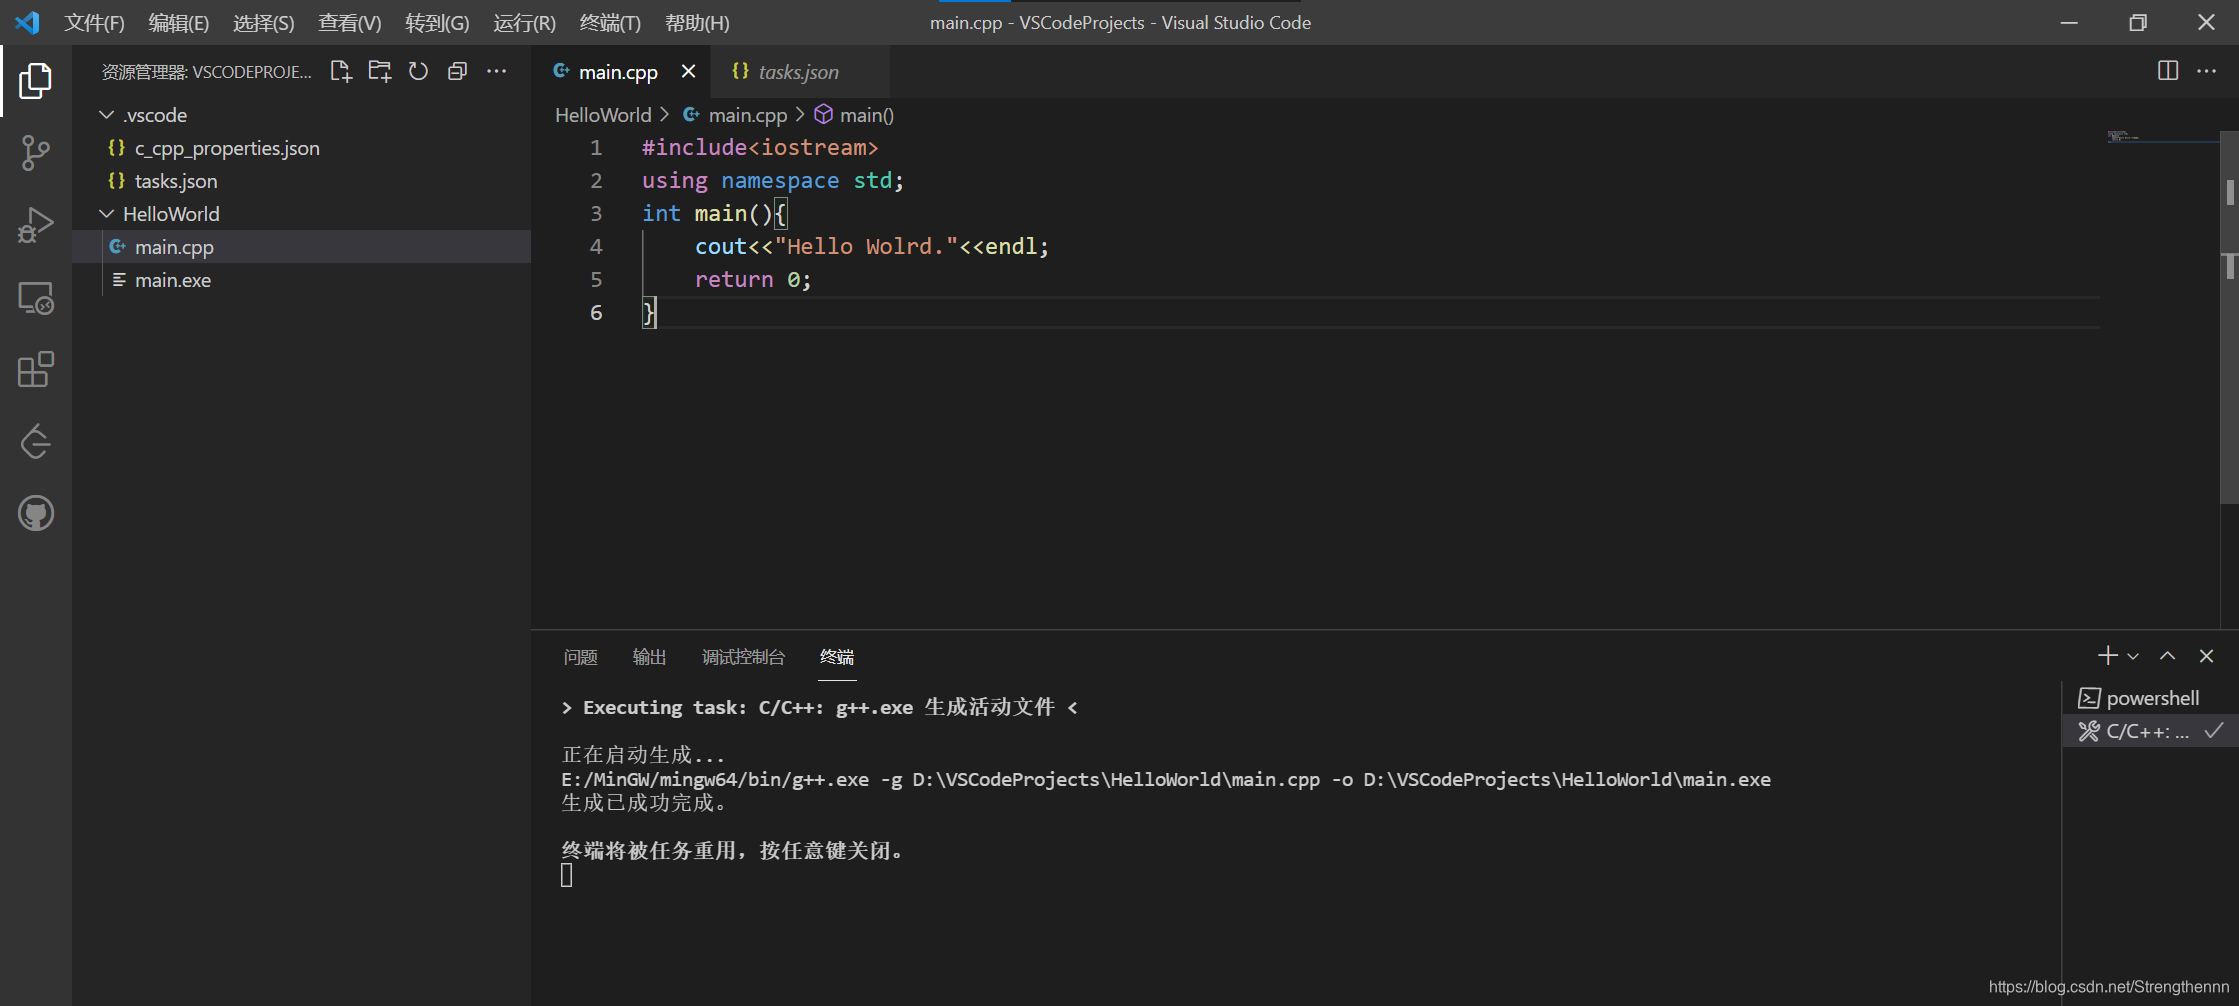 文件(F) 编辑(E) 选择(S) 查看(V) 转到(G) 运行(R) 终端(T) 帮助(H) main.cpp - VSCodeProjects - Visual Studio Code
资源管理器: VSCODEPROJE...
.vscode
c_cpp_properties.json
tasks.json
HelloWorld
main.cpp
main.exe
main.cpp tasks.json
HelloWorld > main.cpp > main()
1 #include<iostream>
2 using namespace std;
3 int main(){
4 cout<<"Hello Wolrd."<<endl;
5 return 0;
6 }
问题 输出 调试控制台 终端
> Executing task: C/C++: g++.exe 生成活动文件 <
正在启动生成...
E:/MinGW/mingw64/bin/g++.exe -g D:\VSCodeProjects\HelloWorld\main.cpp -o D:\VSCodeProjects\HelloWorld\main.exe
生成已成功完成。
终端将被任务重用，按任意键关闭。
powershell
C/C++: ...
https://blog.csdn.net/Strengthennn